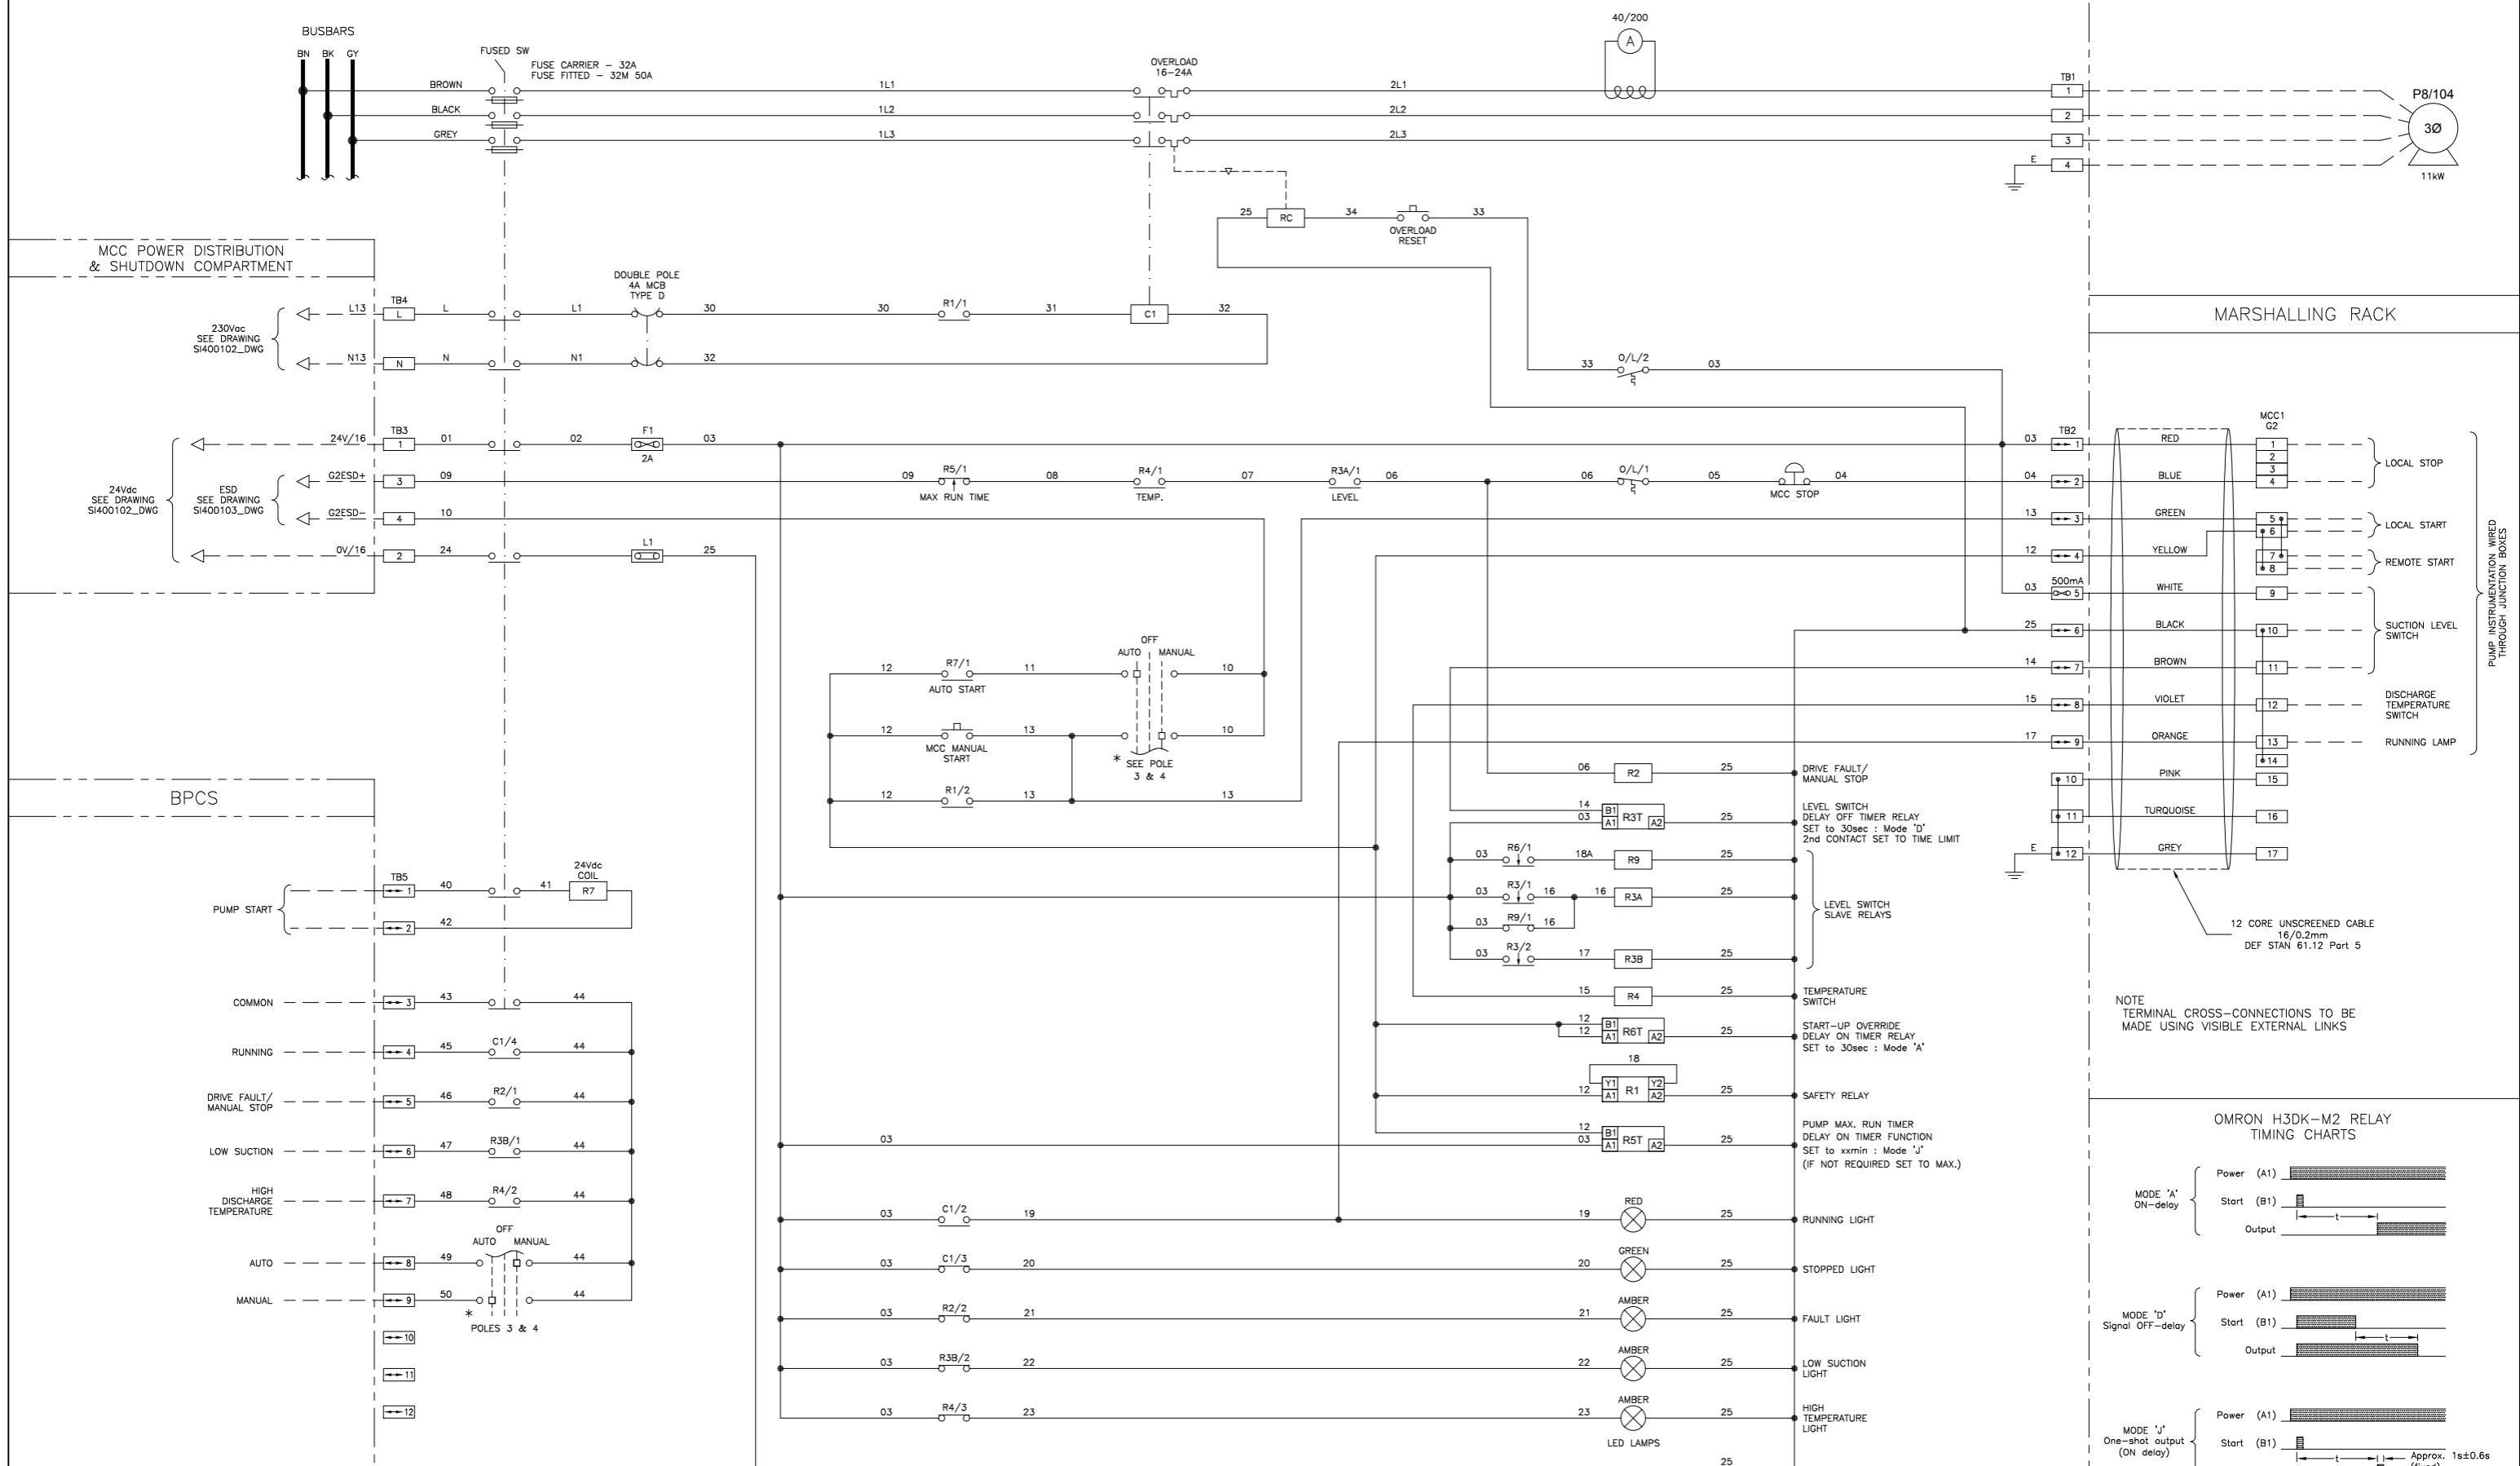 BUSBARS
BN BK GY
FUSED SW
FUSE CARRIER – 32A
FUSE FITTED – 32M 50A
BROWN
BLACK
GREY
1L1
1L2
1L3
OVERLOAD
16–24A
2L1
2L2
2L3
40/200
A
TB1
1
2
3
E 4
P8/104
3Ø
11kW
25 RC 34 33
OVERLOAD
RESET
MCC POWER DISTRIBUTION
& SHUTDOWN COMPARTMENT
230Vac
SEE DRAWING
SI400102_DWG
L13 TB4 L L L1
DOUBLE POLE
4A MCB
TYPE D
30 30 R1/1 31 C1 32
N13 N N N1 32
33 O/L/2 03
MARSHALLING RACK
24Vdc
SEE DRAWING
SI400102_DWG
ESD
SEE DRAWING
SI400103_DWG
24V/16 TB3 1 01 02 F1 2A 03
G2ESD+ 3 09 09 R5/1 08 R4/1 07 R3A/1 06 06 O/L/1 05 04
MAX RUN TIME TEMP. LEVEL MCC STOP
G2ESD– 4 10
0V/16 2 24 L1 25
MCC1
G2
03 TB2 1 RED 1
2
3
04 2 BLUE 4
LOCAL STOP
13 3 GREEN 5
6
LOCAL START
12 4 YELLOW 7
8
REMOTE START
03 500mA 5 WHITE 9
25 6 BLACK 10
14 7 BROWN 11
SUCTION LEVEL
SWITCH
15 8 VIOLET 12
DISCHARGE
TEMPERATURE
SWITCH
17 9 ORANGE 13 RUNNING LAMP
14
10 PINK 15
11 TURQUOISE 16
E 12 GREY 17
PUMP INSTRUMENTATION WIRED
THROUGH JUNCTION BOXES
12 CORE UNSCREENED CABLE
16/0.2mm
DEF STAN 61.12 Part 5
NOTE
TERMINAL CROSS–CONNECTIONS TO BE
MADE USING VISIBLE EXTERNAL LINKS
OFF
AUTO MANUAL
12 R7/1 11 10
AUTO START
12 13 10
MCC MANUAL
START
* SEE POLE
3 & 4
12 R1/2 13 13
06 R2 25
DRIVE FAULT/
MANUAL STOP
14 B1
03 A1 R3T A2 25
LEVEL SWITCH
DELAY OFF TIMER RELAY
SET to 30sec : Mode 'D'
2nd CONTACT SET TO TIME LIMIT
03 R6/1 18A R9 25
03 R3/1 16 16 R3A 25
03 R9/1 16
03 R3/2 17 R3B 25
LEVEL SWITCH
SLAVE RELAYS
15 R4 25
TEMPERATURE
SWITCH
12 B1
12 A1 R6T A2 25
START–UP OVERRIDE
DELAY ON TIMER RELAY
SET to 30sec : Mode 'A'
18
Y1 Y2
12 A1 R1 A2 25
SAFETY RELAY
12 B1
03 03 A1 R5T A2 25
PUMP MAX. RUN TIMER
DELAY ON TIMER FUNCTION
SET to xxmin : Mode 'J'
(IF NOT REQUIRED SET TO MAX.)
03 C1/2 19 19 RED 25 RUNNING LIGHT
03 C1/3 20 20 GREEN 25 STOPPED LIGHT
03 R2/2 21 21 AMBER 25 FAULT LIGHT
03 R3B/2 22 22 AMBER 25
LOW SUCTION
LIGHT
03 R4/3 23 23 AMBER 25
HIGH
TEMPERATURE
LIGHT
LED LAMPS
25
BPCS
PUMP START
TB5 1 40 41
24Vdc
COIL
R7
2 42
COMMON 3 43 44
RUNNING 4 45 C1/4 44
DRIVE FAULT/
MANUAL STOP
5 46 R2/1 44
LOW SUCTION 6 47 R3B/1 44
HIGH
DISCHARGE
TEMPERATURE
7 48 R4/2 44
OFF
AUTO MANUAL
AUTO 8 49 44
MANUAL 9 50 44
*
POLES 3 & 4
10
11
12
OMRON H3DK–M2 RELAY
TIMING CHARTS
MODE 'A'
ON–delay
Power (A1)
Start (B1)
t
Output
MODE 'D'
Signal OFF–delay
Power (A1)
Start (B1)
t
Output
MODE 'J'
One–shot output
(ON delay)
Power (A1)
Start (B1)
t
Approx. 1s±0.6s